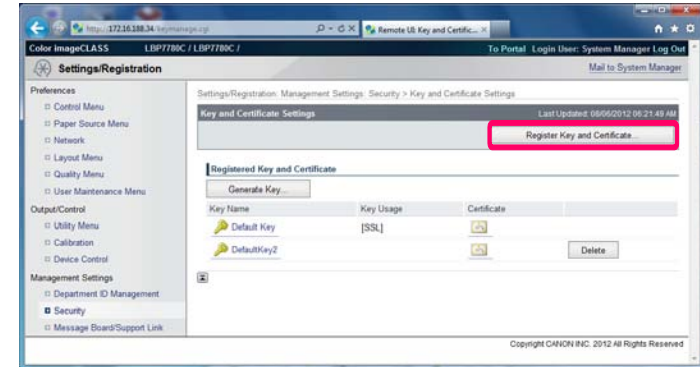 http://172.16.188.34/keymanage.cgi
Remote UI: Key and Certific...
Color imageCLASS LBP7780C / LBP7780C /
To Portal Login User: System Manager Log Out
Settings/Registration
Mail to System Manager
Preferences
Control Menu
Paper Source Menu
Network
Layout Menu
Quality Menu
User Maintenance Menu
Output/Control
Utility Menu
Calibration
Device Control
Management Settings
Department ID Management
Security
Message Board/Support Link
Settings/Registration: Management Settings: Security > Key and Certificate Settings
Key and Certificate Settings
Last Updated: 06/06/2012 06:21:49 AM
Register Key and Certificate...
Registered Key and Certificate
Generate Key...
Key Name Key Usage Certificate
Default Key [SSL]
DefaultKey2 Delete
Copyright CANON INC. 2012 All Rights Reserved